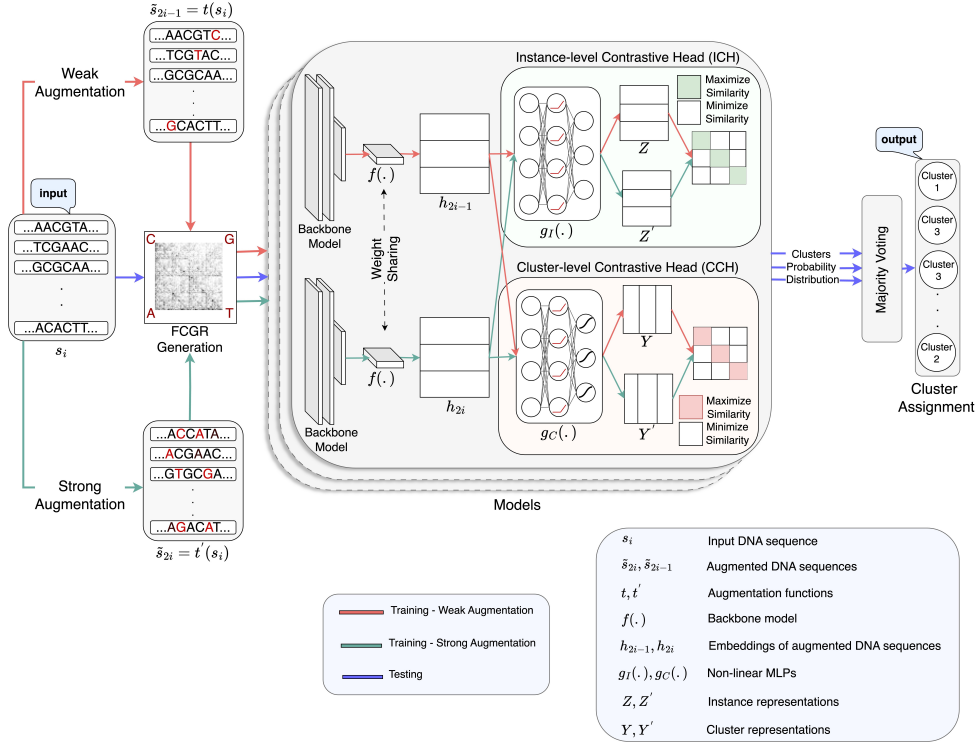 s̃₂ᵢ₋₁ = t(sᵢ)
...AACGTC...
...TCGTAC...
...GCGCAA...
.
.
.
...GCACTT...
Weak
Augmentation
input
...AACGTA...
...TCGAAC...
...GCGCAA...
.
.
.
...ACACTT...
sᵢ
C G
A T
FCGR
Generation
Strong
Augmentation
...ACCATA...
...ACGAAC...
...GTGCGA...
.
.
.
...AGACAT...
s̃₂ᵢ = t′(sᵢ)
Backbone
Model
f(.)
h₂ᵢ₋₁
Weight
Sharing
Backbone
Model
f(.)
h₂ᵢ
Instance-level Contrastive Head (ICH)
g_I(.)
Z
Z′
Maximize
Similarity
Minimize
Similarity
Cluster-level Contrastive Head (CCH)
g_C(.)
Y
Y′
Maximize
Similarity
Minimize
Similarity
Models
Clusters
Probability
Distribution
Majority Voting
output
Cluster
1
Cluster
3
Cluster
3
.
.
.
Cluster
2
Cluster
Assignment
Training - Weak Augmentation
Training - Strong Augmentation
Testing
sᵢ Input DNA sequence
s̃₂ᵢ, s̃₂ᵢ₋₁ Augmented DNA sequences
t, t′ Augmentation functions
f(.) Backbone model
h₂ᵢ₋₁, h₂ᵢ Embeddings of augmented DNA sequences
g_I(.), g_C(.) Non-linear MLPs
Z, Z′ Instance representations
Y, Y′ Cluster representations